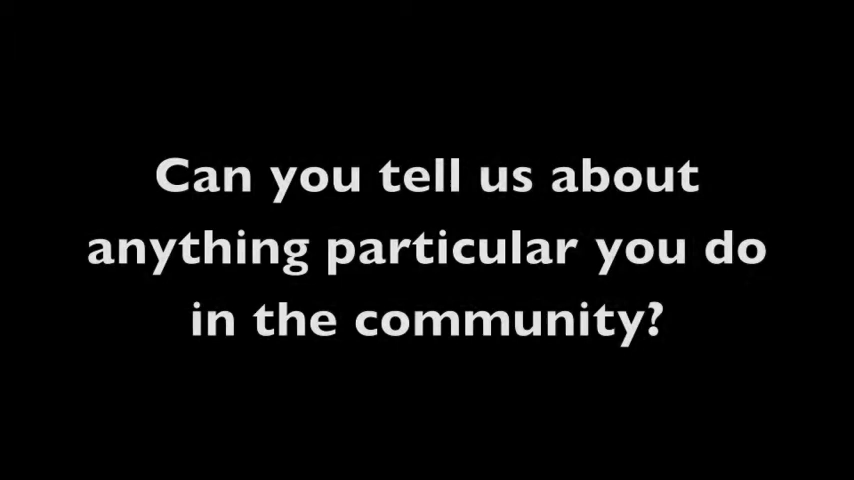 Can you tell us about
anything particular you do
in the community?